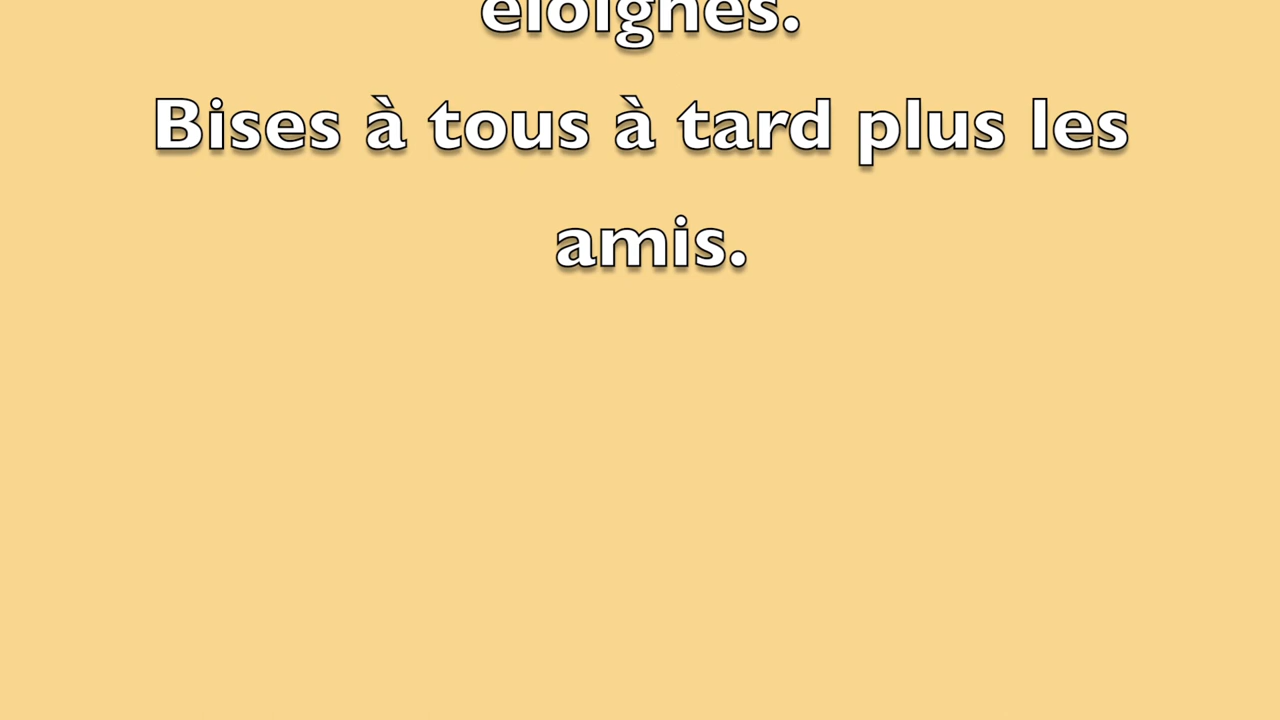 éloignés.
Bises à tous à tard plus les
amis.